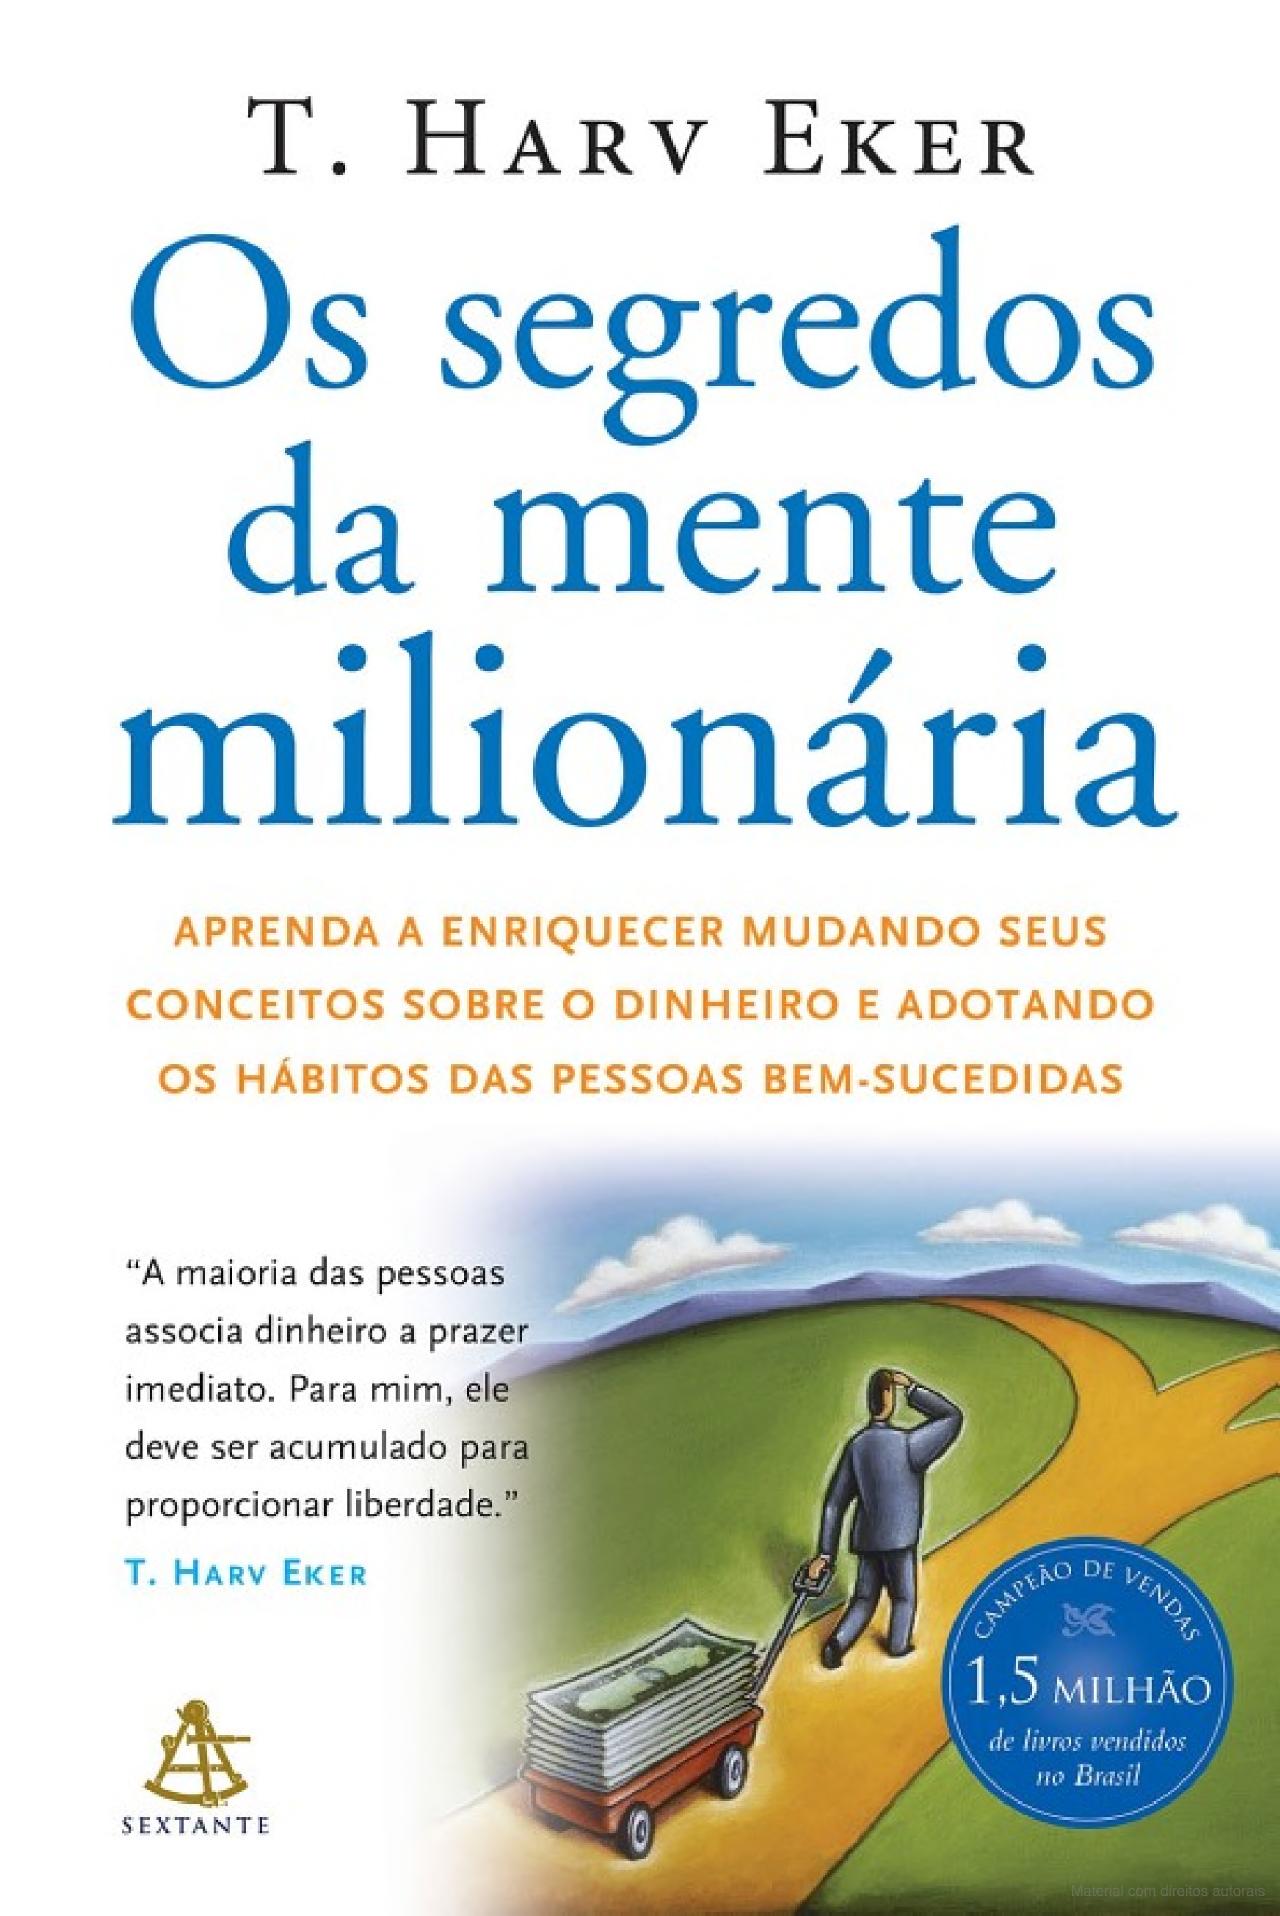 T. HARV EKER
Os segredos
da mente
milionária
APRENDA A ENRIQUECER MUDANDO SEUS
CONCEITOS SOBRE O DINHEIRO E ADOTANDO
OS HÁBITOS DAS PESSOAS BEM-SUCEDIDAS
“A maioria das pessoas
associa dinheiro a prazer
imediato. Para mim, ele
deve ser acumulado para
proporcionar liberdade.”
T. HARV EKER
SEXTANTE
CAMPEÃO DE VENDAS
1,5 MILHÃO
de livros vendidos
no Brasil
Material com direitos autorais